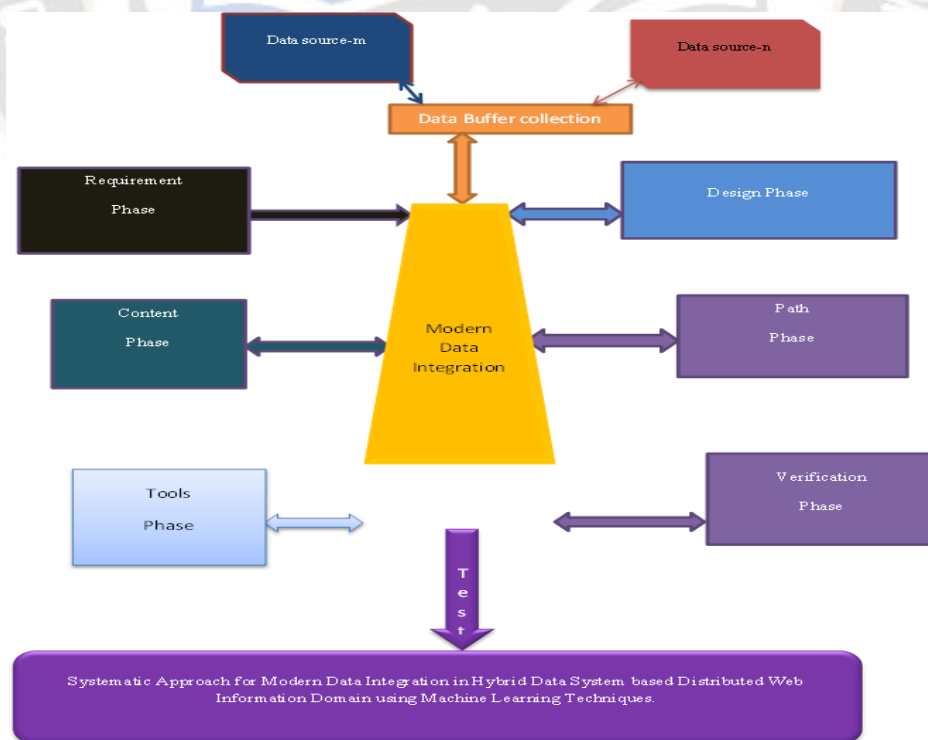 Data source-m
Data source-n
Data Buffer collection
Requirement
Phase
Design Phase
Content
Phase
Modern
Data
Integration
Path
Phase
Tools
Phase
Verification
Phase
Test
Systematic Approach for Modern Data Integration in Hybrid Data System based Distributed Web
Information Domain using Machine Learning Techniques.